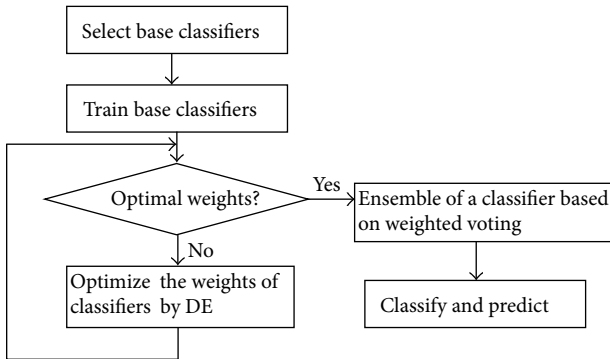 Select base classifiers
Train base classifiers
Optimal weights?
Yes
Ensemble of a classifier based
on weighted voting
No
Optimize the weights of
classifiers by DE
Classify and predict